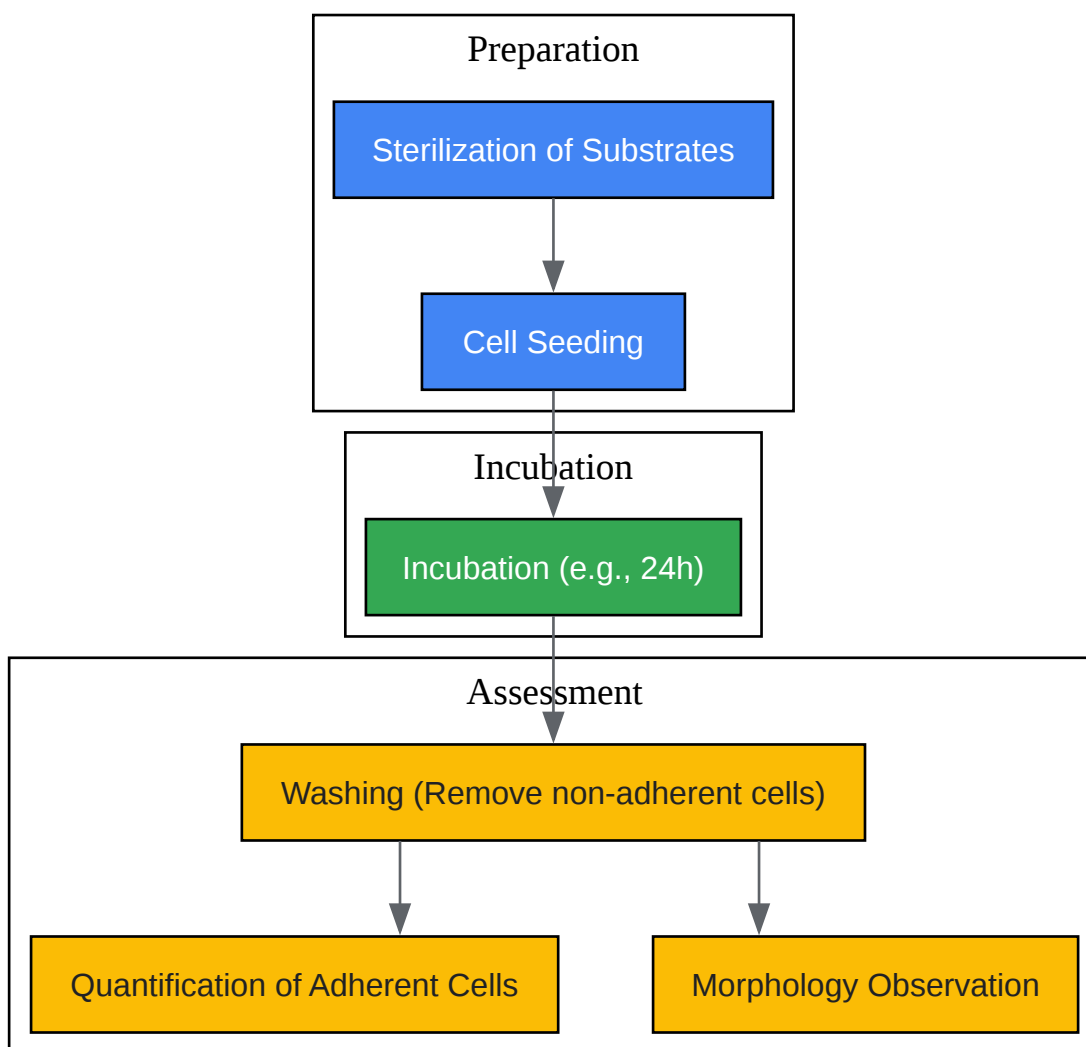 Preparation
Sterilization of Substrates
Cell Seeding
Incubation
Incubation (e.g., 24h)
Assessment
Washing (Remove non-adherent cells)
Quantification of Adherent Cells
Morphology Observation